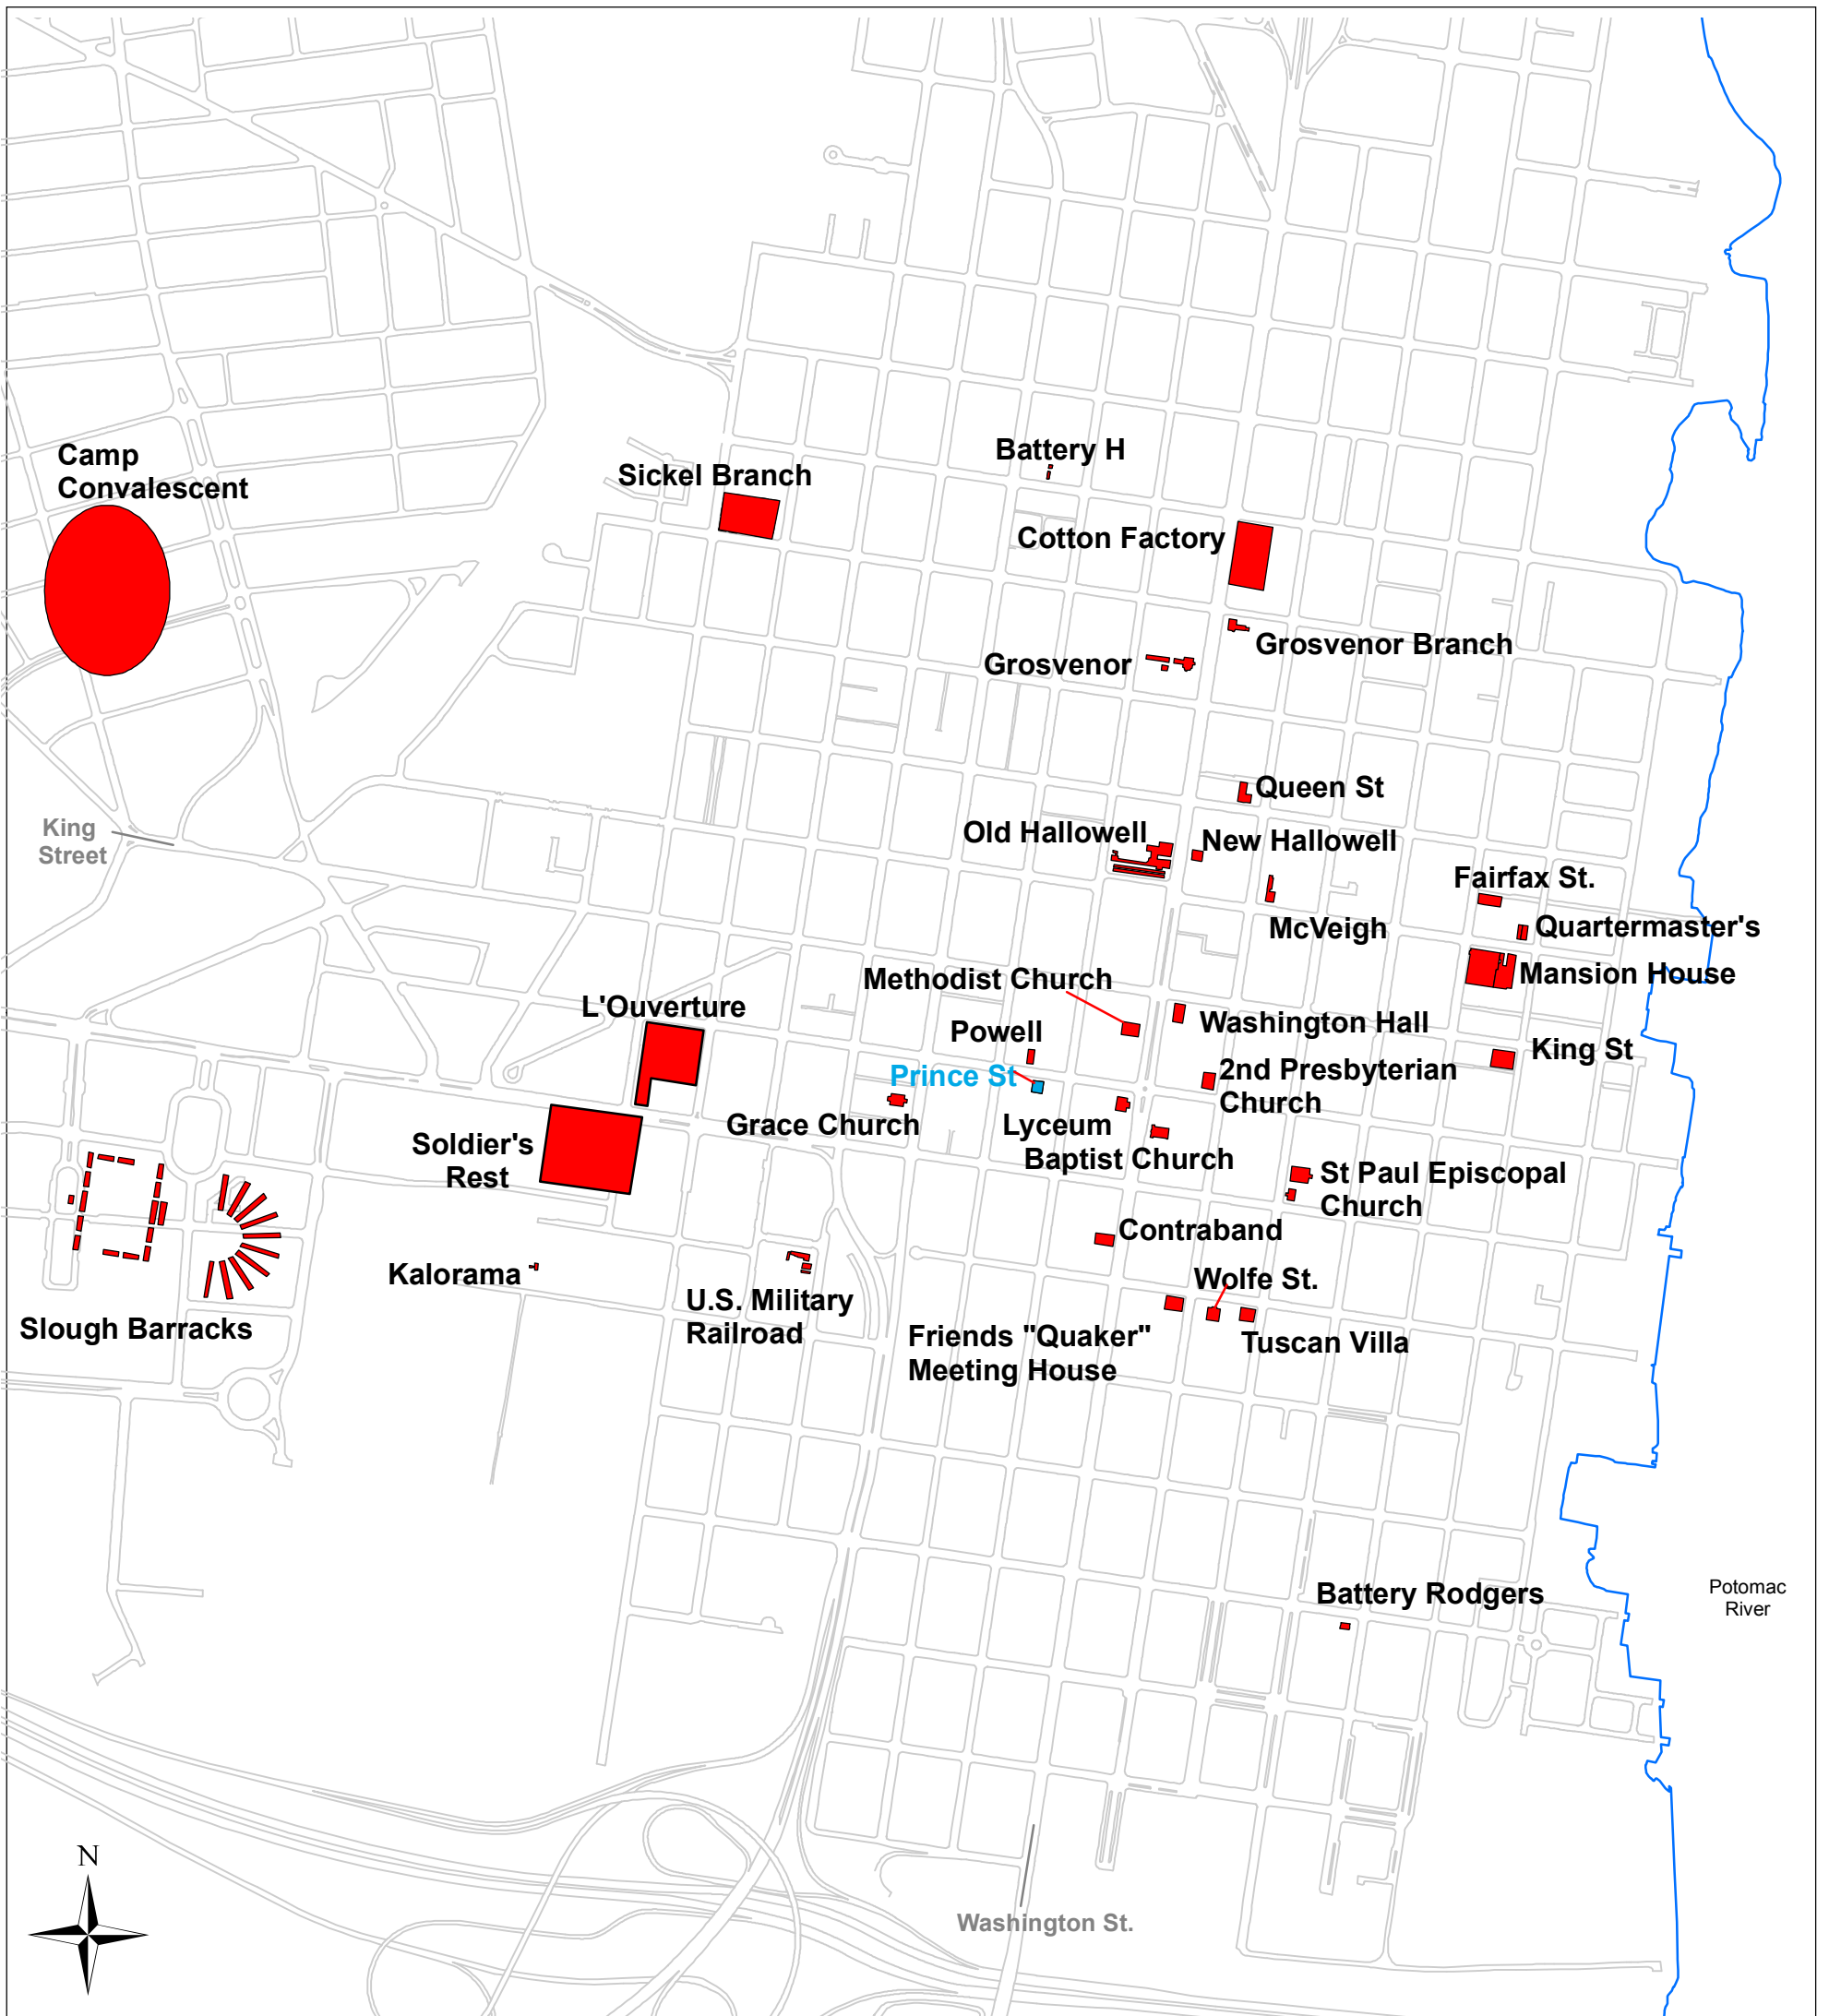 Camp
Convalescent
Sickel Branch
Battery H
Cotton Factory
Grosvenor Branch
Grosvenor
Queen St
King
Street
Old Hallowell
New Hallowell
Fairfax St.
McVeigh
Quartermaster's
Methodist Church
Mansion House
L'Ouverture
Powell
Washington Hall
King St
Prince St
2nd Presbyterian
Church
Grace Church
Lyceum
Soldier's
Rest
Baptist Church
St Paul Episcopal
Church
Contraband
Kalorama
Wolfe St.
U.S. Military
Railroad
Slough Barracks
Friends "Quaker"
Meeting House
Tuscan Villa
Battery Rodgers
Potomac
River
N
Washington St.